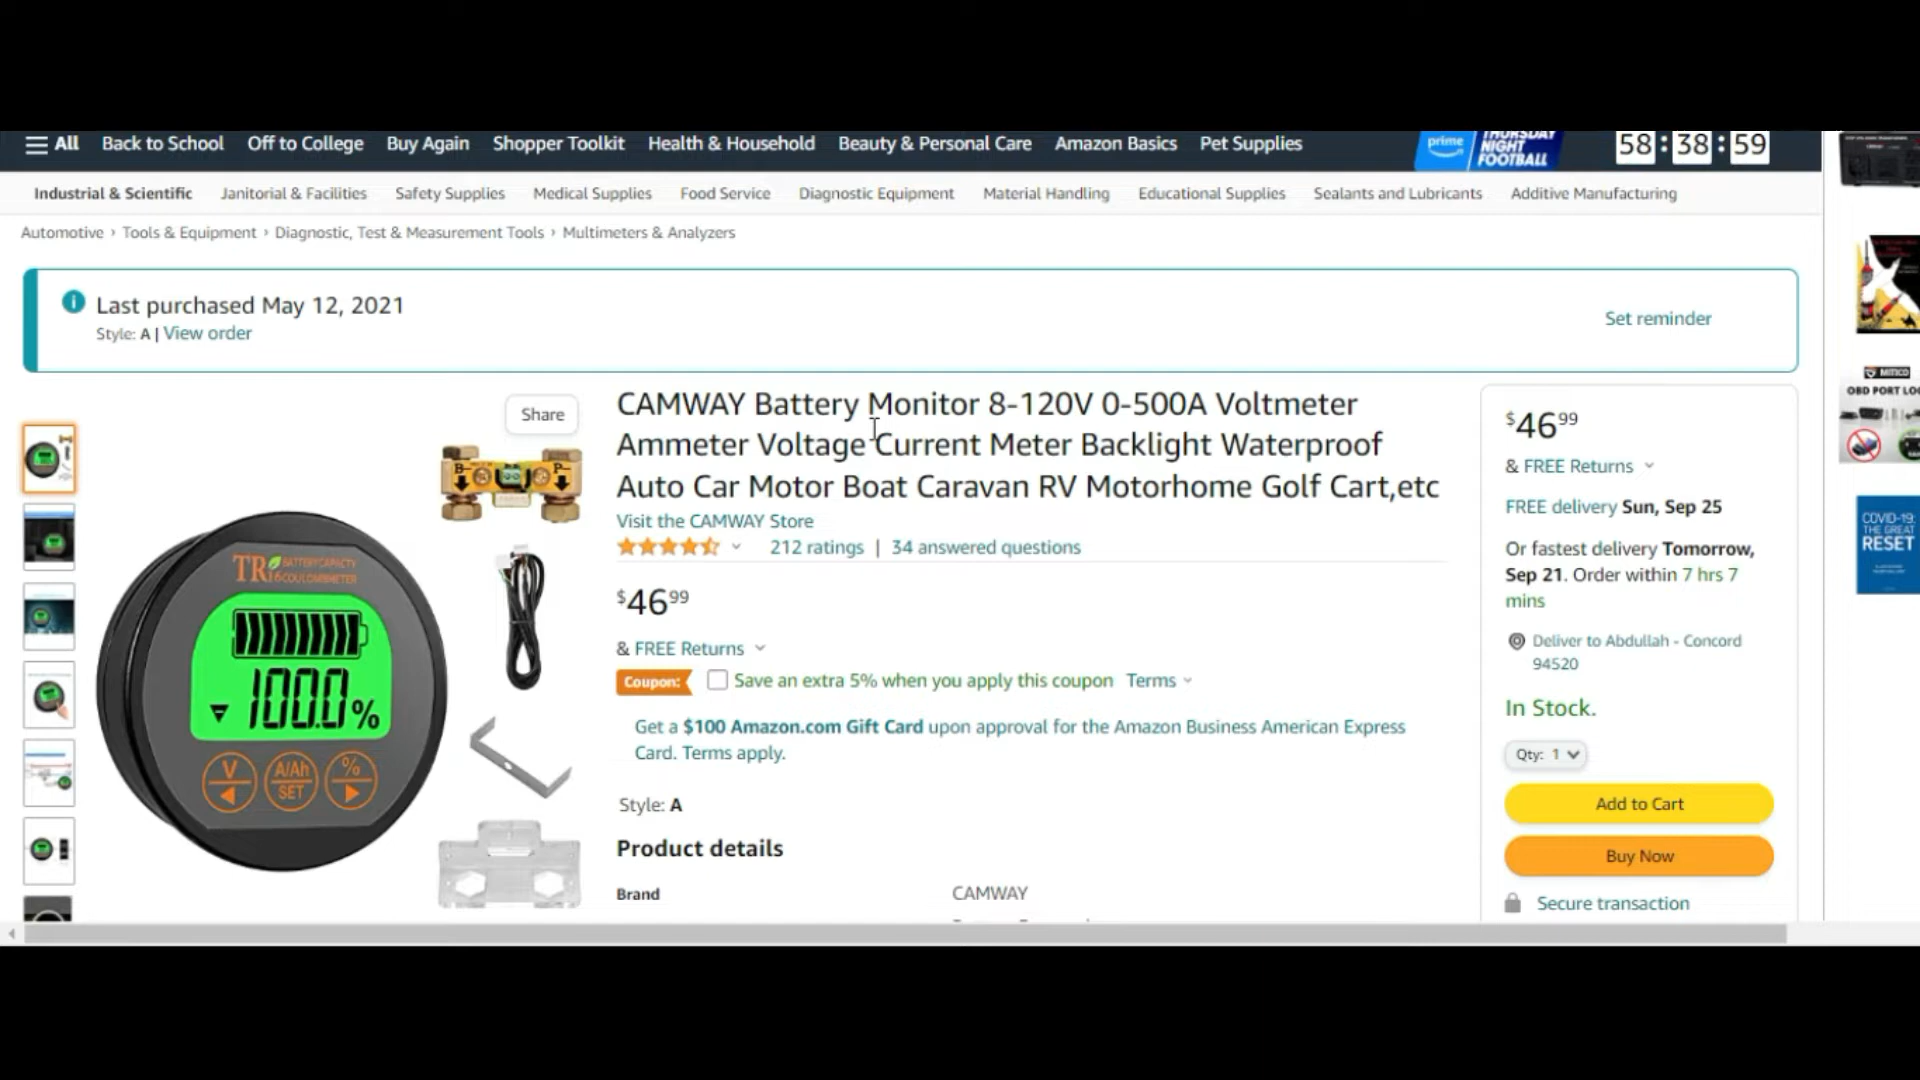 All Back to School Off to College Buy Again Shopper Toolkit Health & Household Beauty & Personal Care Amazon Basics Pet Supplies
prime THURSDAY NIGHT FOOTBALL
58 : 38 : 59
Industrial & Scientific Janitorial & Facilities Safety Supplies Medical Supplies Food Service Diagnostic Equipment Material Handling Educational Supplies Sealants and Lubricants Additive Manufacturing
Automotive › Tools & Equipment › Diagnostic, Test & Measurement Tools › Multimeters & Analyzers
Last purchased May 12, 2021
Style: A | View order
Set reminder
Share
B- P-
TR16 BATTERY CAPACTY
COULOMBMETER
100.0%
V A/Ah %
SET
CAMWAY Battery Monitor 8-120V 0-500A Voltmeter
Ammeter Voltage Current Meter Backlight Waterproof
Auto Car Motor Boat Caravan RV Motorhome Golf Cart,etc
Visit the CAMWAY Store
212 ratings | 34 answered questions
$46.99
& FREE Returns
Coupon: Save an extra 5% when you apply this coupon Terms
Get a $100 Amazon.com Gift Card upon approval for the Amazon Business American Express
Card. Terms apply.
Style: A
Product details
Brand CAMWAY
$46.99
& FREE Returns
FREE delivery Sun, Sep 25
Or fastest delivery Tomorrow,
Sep 21. Order within 7 hrs 7
mins
Deliver to Abdullah - Concord
94520
In Stock.
Qty: 1
Add to Cart
Buy Now
Secure transaction
MITICO
OBD PORT LOC
COVID-19:
THE GREAT
RESET